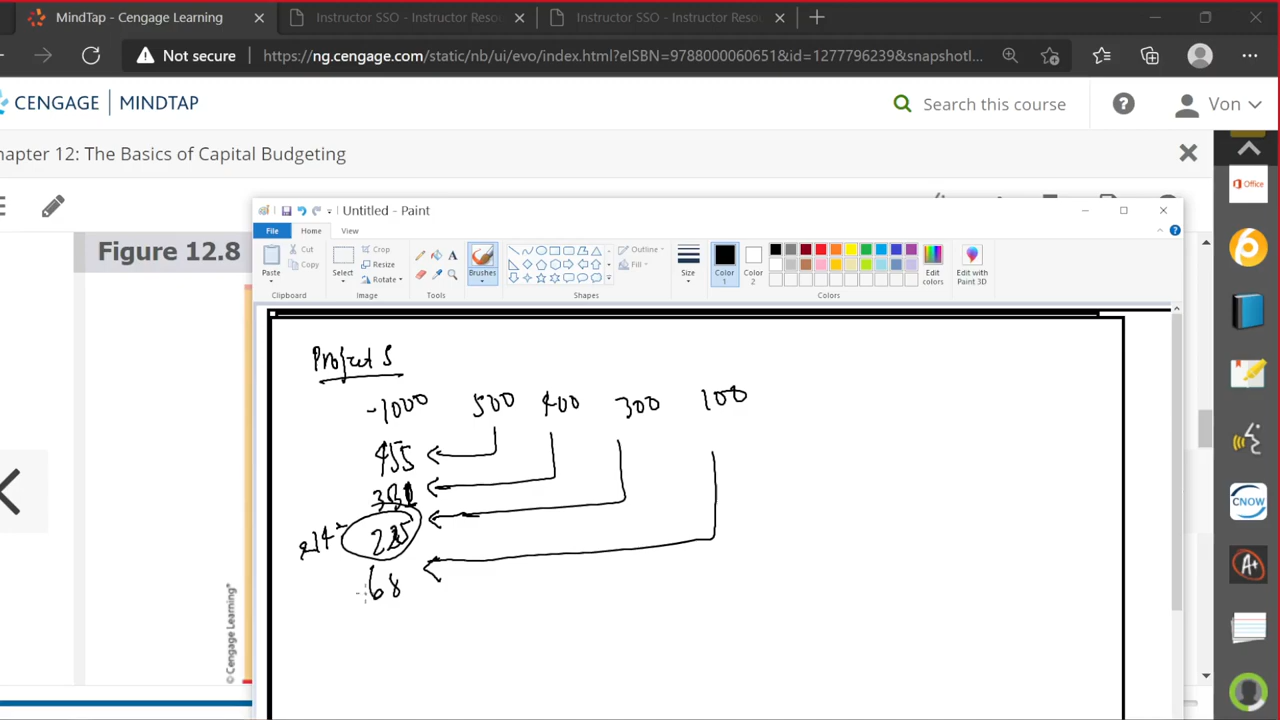 MindTap - Cengage Learning
Instructor SSO - Instructor Reso
Instructor SSO - Instructor Reso
Not secure
https://ng.cengage.com/static/nb/ui/evo/index.html?eISBN=9788000060651&id=1277796239&snapshotI...
CENGAGE MINDTAP
Search this course
Von
hapter 12: The Basics of Capital Budgeting
Office
Figure 12.8
Untitled - Paint
File Home View
Paste
Cut
Copy
Clipboard
Select
Crop
Resize
Rotate
Image
A
Tools
Brushes
Outline
Fill
Shapes
Size
Color 1
Color 2
Edit colors
Colors
Edit with Paint 3D
Project S
-1000 500 400 300 100
455
225
68
© Cengage Learning®
CNOW
A+